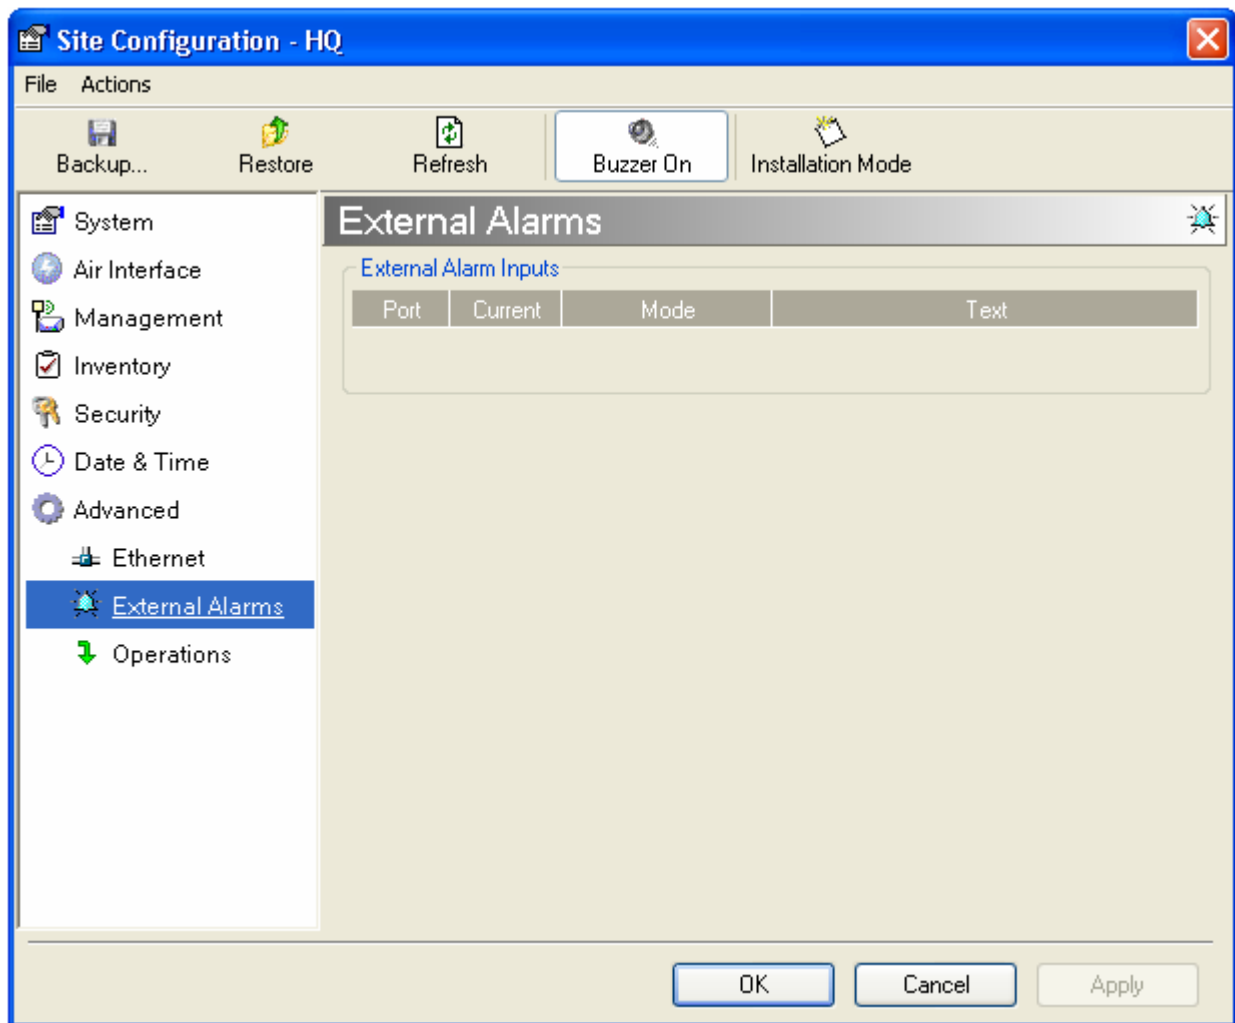 Site Configuration - HQ
File Actions
Backup... Restore Refresh Buzzer On Installation Mode
System
Air Interface
Management
Inventory
Security
Date & Time
Advanced
Ethernet
External Alarms
Operations
External Alarms
External Alarm Inputs
Port Current Mode Text
OK Cancel Apply